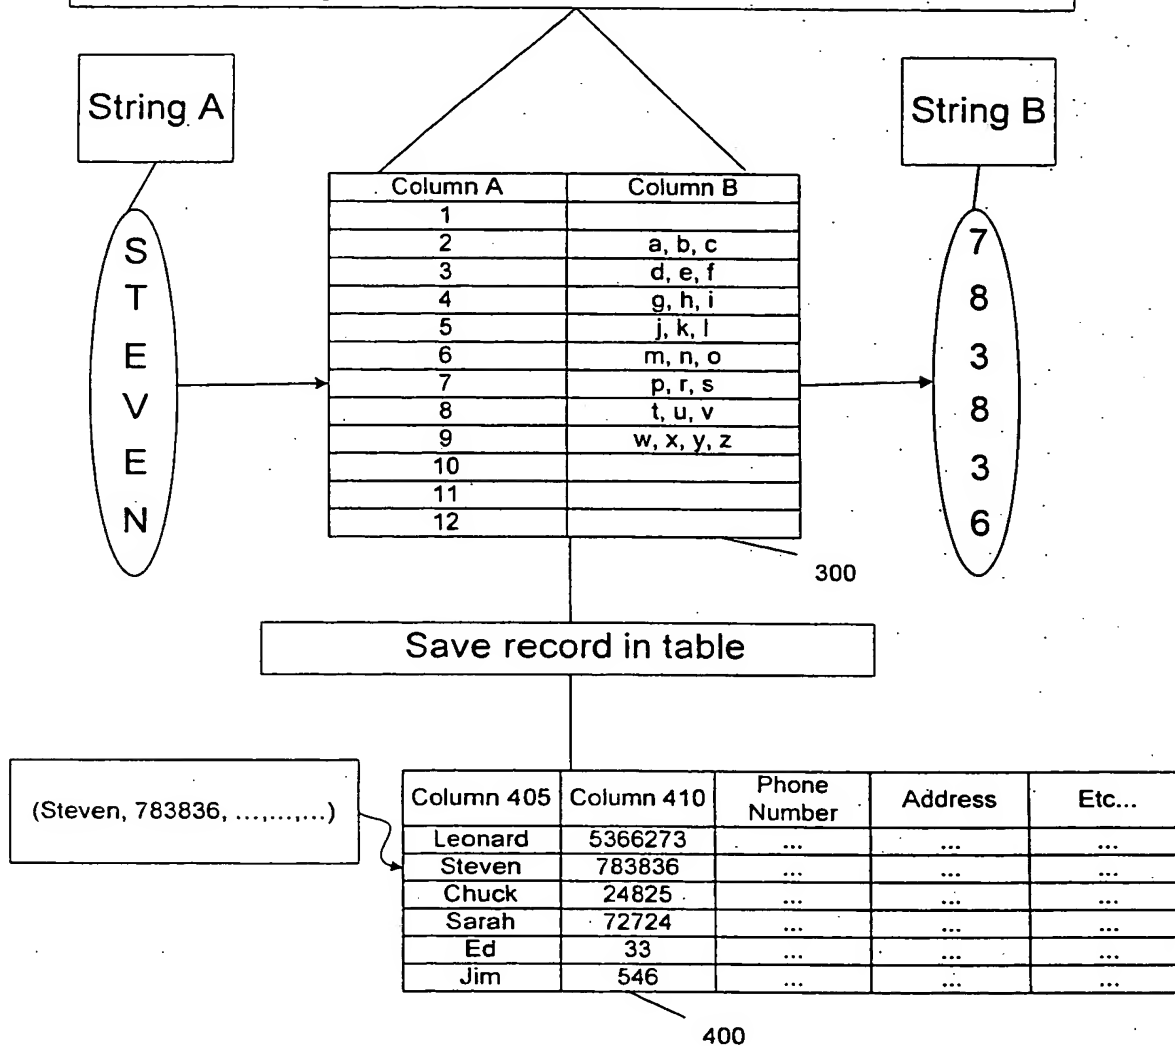 String A
String B
S
T
E
V
E
N
Column A Column B
1
2 a, b, c
3 d, e, f
4 g, h, i
5 j, k, l
6 m, n, o
7 p, r, s
8 t, u, v
9 w, x, y, z
10
11
12
7
8
3
8
3
6
300
Save record in table
(Steven, 783836, ...,...,...)
Column 405 Column 410 Phone Number Address Etc...
Leonard 5366273 ... ... ...
Steven 783836 ... ... ...
Chuck 24825 ... ... ...
Sarah 72724 ... ... ...
Ed 33 ... ... ...
Jim 546 ... ... ...
400